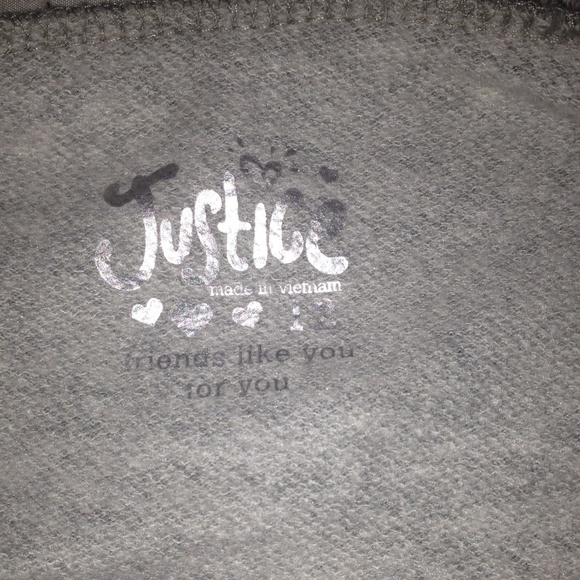 Justice
made in vietnam
12
friends like you
for you